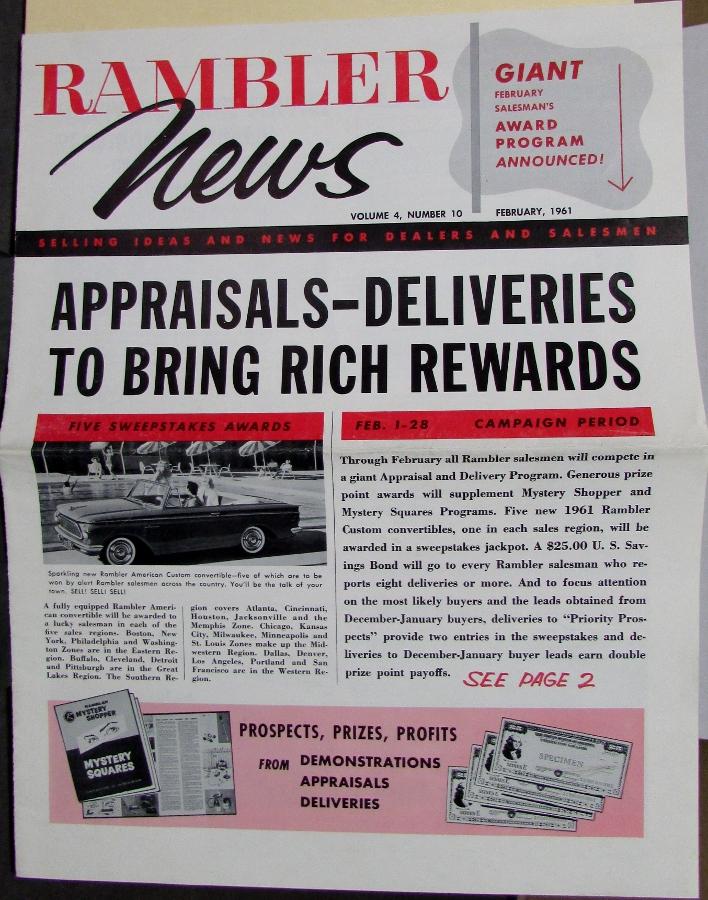 RAMBLER
News
GIANT
FEBRUARY
SALESMAN'S
AWARD
PROGRAM
ANNOUNCED!
VOLUME 4, NUMBER 10
FEBRUARY, 1961
SELLING IDEAS AND NEWS FOR DEALERS AND SALESMEN
APPRAISALS–DELIVERIES
TO BRING RICH REWARDS
FIVE SWEEPSTAKES AWARDS
Sparkling new Rambler American Custom convertible—five of which are to be
won by alert Rambler salesmen across the country. You'll be the talk of your
town. SELL! SELL! SELL!
A fully equipped Rambler Ameri-
can convertible will be awarded to
a lucky salesman in each of the
five sales regions. Boston, New
York, Philadelphia and Washing-
ton Zones are in the Eastern Re-
gion. Buffalo, Cleveland, Detroit
and Pittsburgh are in the Great
Lakes Region. The Southern Re-
gion covers Atlanta, Cincinnati,
Houston, Jacksonville and the
Memphis Zone. Chicago, Kansas
City, Milwaukee, Minneapolis and
St. Louis Zones make up the Mid-
western Region. Dallas, Denver,
Los Angeles, Portland and San
Francisco are in the Western Re-
gion.
FEB. 1-28 CAMPAIGN PERIOD
Through February all Rambler salesmen will compete in
a giant Appraisal and Delivery Program. Generous prize
point awards will supplement Mystery Shopper and
Mystery Squares Programs. Five new 1961 Rambler
Custom convertibles, one in each sales region, will be
awarded in a sweepstakes jackpot. A $25.00 U. S. Sav-
ings Bond will go to every Rambler salesman who re-
ports eight deliveries or more. And to focus attention
on the most likely buyers and the leads obtained from
December-January buyers, deliveries to "Priority Pros-
pects" provide two entries in the sweepstakes and de-
liveries to December-January buyer leads earn double
prize point payoffs.
SEE PAGE 2
RAMBLER
MYSTERY
SHOPPER
MYSTERY
SQUARES
PROSPECTS, PRIZES, PROFITS
FROM
DEMONSTRATIONS
APPRAISALS
DELIVERIES
SPECIMEN